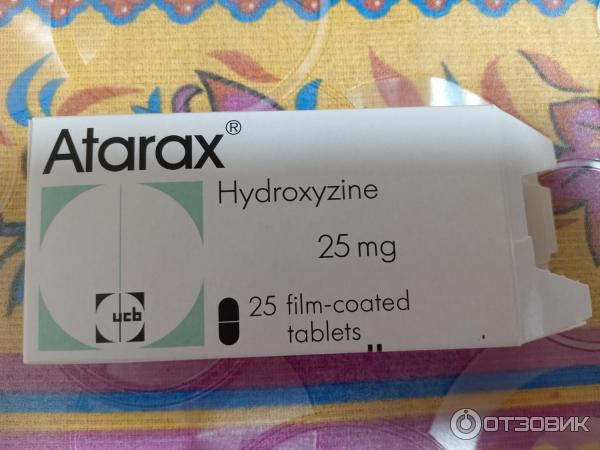 Atarax®
Hydroxyzine
25 mg
25 film-coated
tablets
ucb
ОТЗОВИК